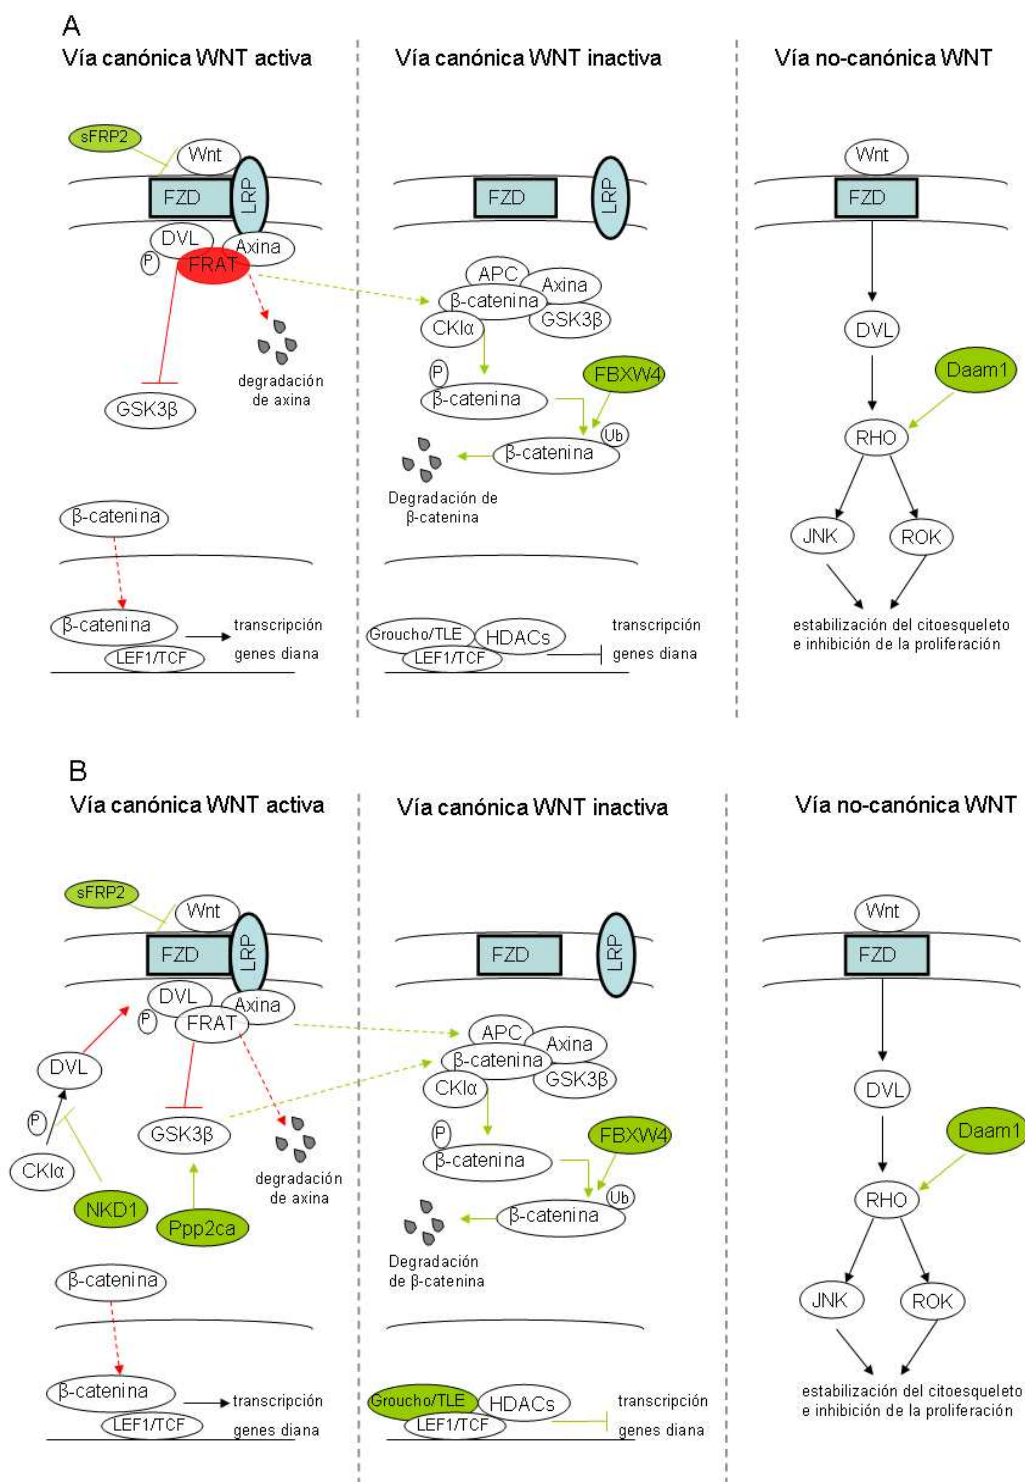 A
Vía canónica WNT activa
Vía canónica WNT inactiva
Vía no-canónica WNT
sFRP2
Wnt
FZD
LRP
DVL
Axina
P
FRAT
degradación
de axina
GSK3β
β-catenina
β-catenina
LEF1/TCF
transcripción
genes diana
FZD
LRP
APC
Axina
β-catenina
CKIα
GSK3β
P
β-catenina
FBXW4
Ub
β-catenina
Degradación de
β-catenina
Groucho/TLE
HDACs
LEF1/TCF
transcripción
genes diana
Wnt
FZD
DVL
Daam1
RHO
JNK
ROK
estabilización del citoesqueleto
e inhibición de la proliferación
B
Vía canónica WNT activa
Vía canónica WNT inactiva
Vía no-canónica WNT
sFRP2
Wnt
FZD
LRP
DVL
Axina
P
FRAT
DVL
P
CKIα
GSK3β
NKD1
Ppp2ca
degradación
de axina
β-catenina
β-catenina
LEF1/TCF
transcripción
genes diana
FZD
LRP
APC
Axina
β-catenina
CKIα
GSK3β
P
β-catenina
FBXW4
Ub
β-catenina
Degradación
de β-catenina
Groucho/TLE
HDACs
LEF1/TCF
transcripción
genes diana
Wnt
FZD
DVL
Daam1
RHO
JNK
ROK
estabilización del citoesqueleto
e inhibición de la proliferación